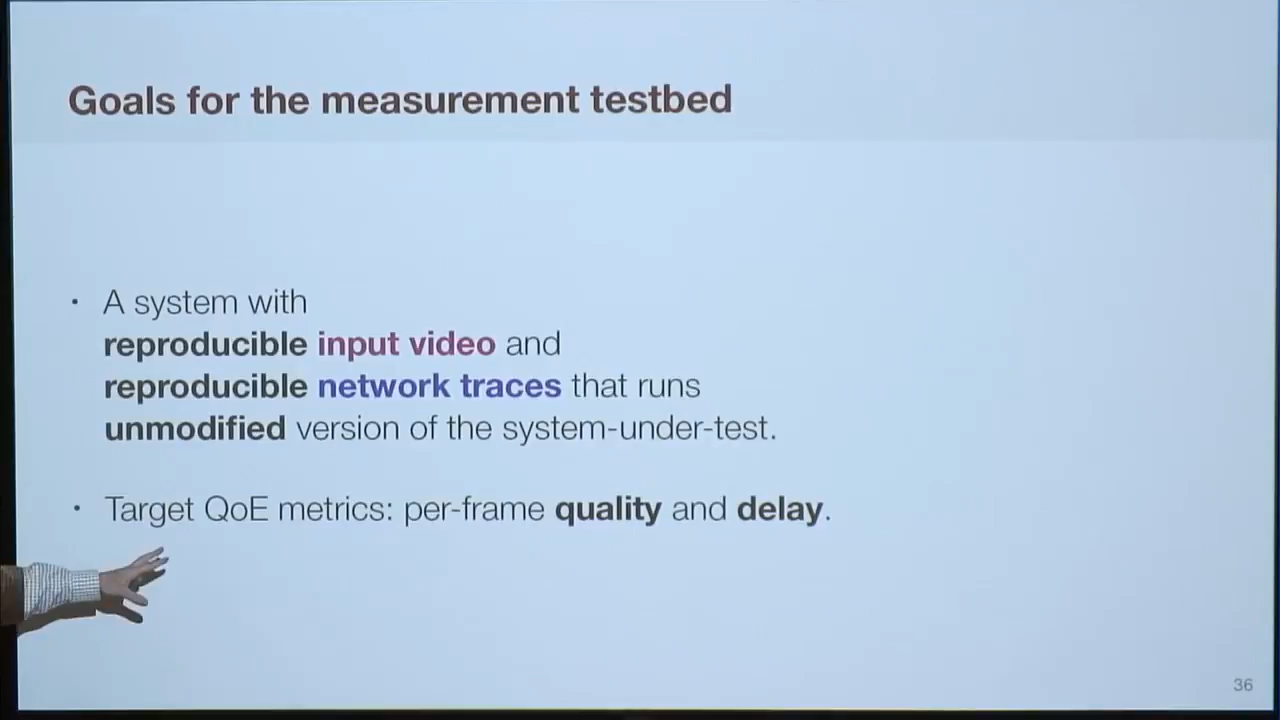 Goals for the measurement testbed
· A system with
reproducible input video and
reproducible network traces that runs
unmodified version of the system-under-test.
· Target QoE metrics: per-frame quality and delay.
36